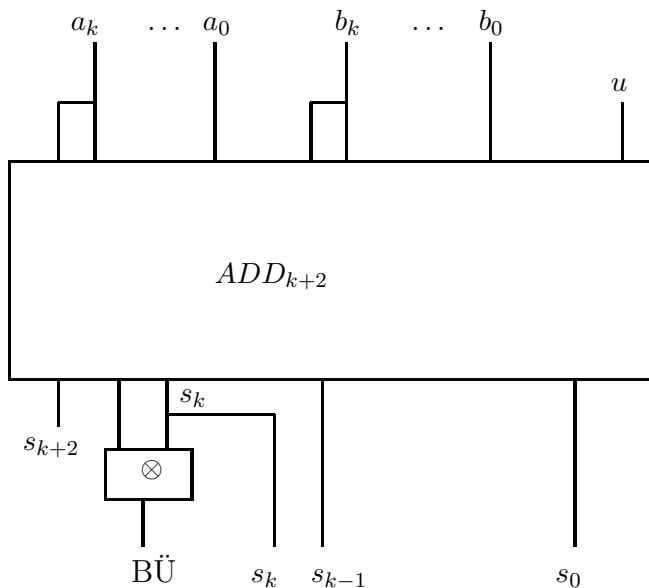 a_k … a_0 b_k … b_0
u
ADD_{k+2}
s_k
s_{k+2}
⊗
BÜ s_k s_{k−1} s_0